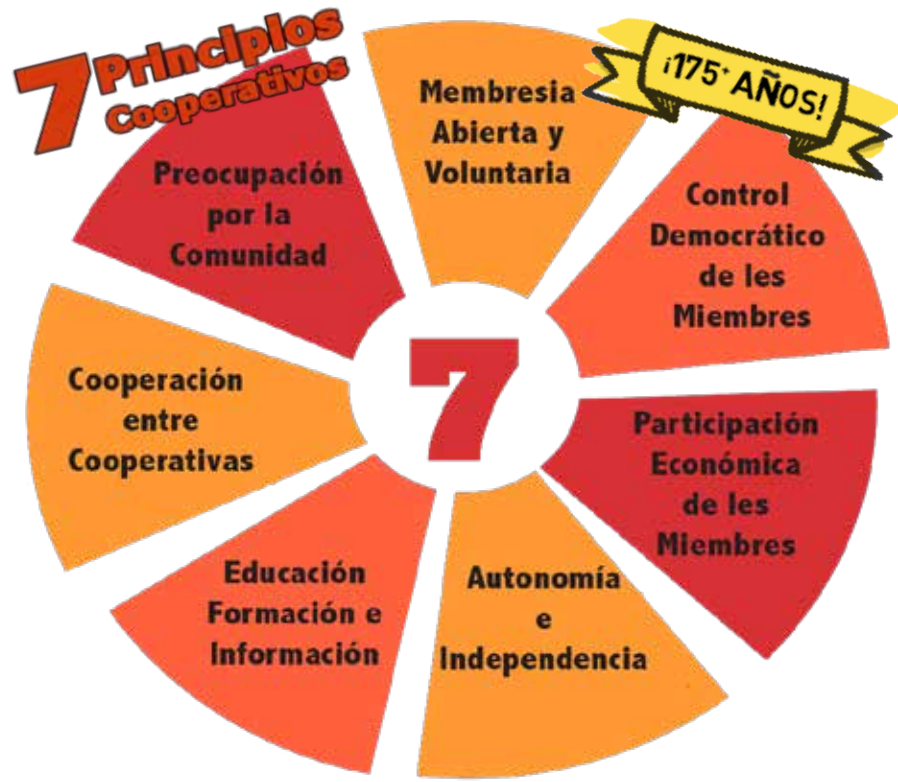 7 Principios
Cooperativos
¡175+ AÑOS!
Membresia
Abierta y
Voluntaria
Control
Democrático
de les
Miembres
Participación
Económica
de les
Miembres
Autonomía
e
Independencia
Educación
Formación e
Información
Cooperación
entre
Cooperativas
Preocupación
por la
Comunidad
7